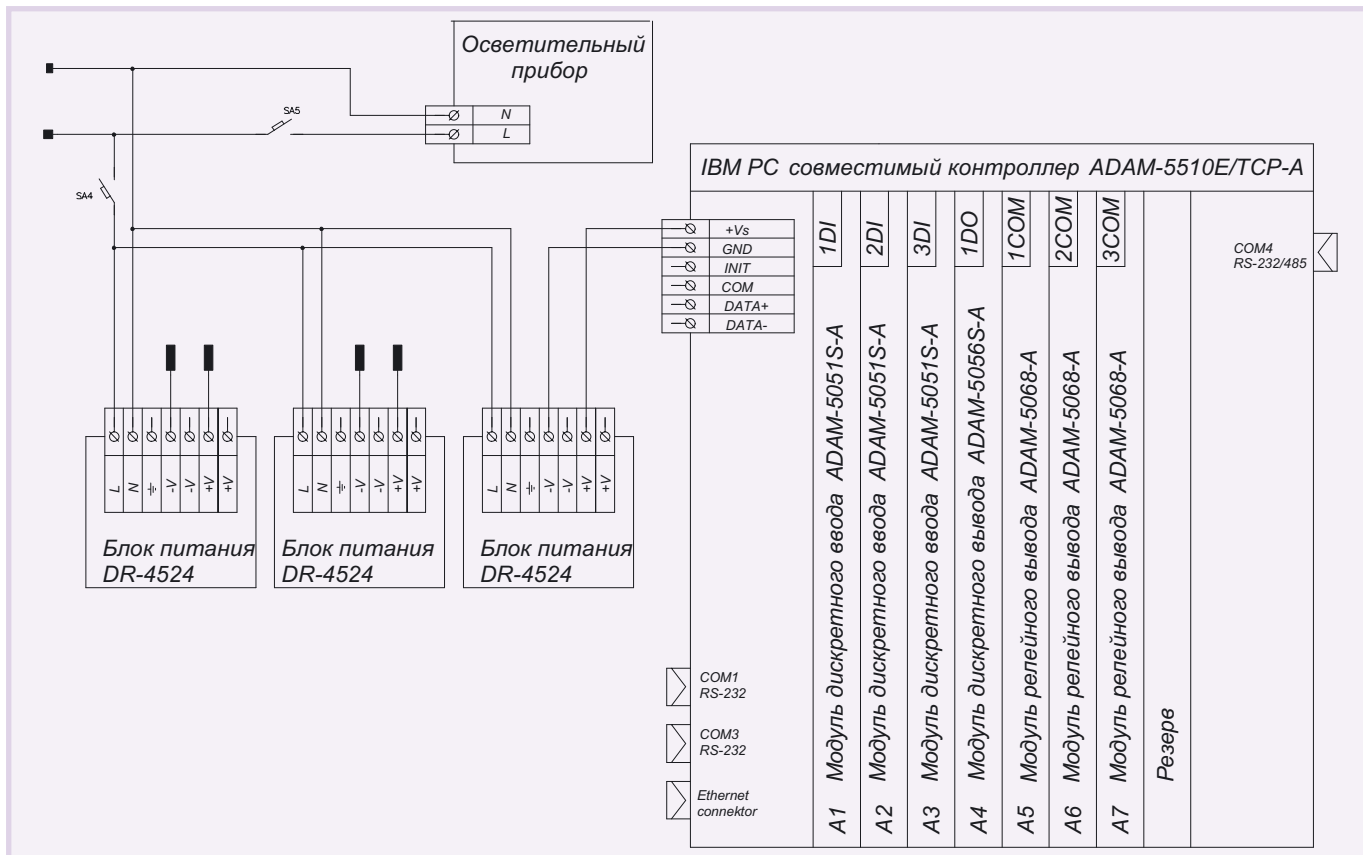 Осветительный
прибор
SA5
N
L
SA4
IBM PC совместимый контроллер ADAM-5510E/TCP-A
+Vs
GND
INIT
COM
DATA+
DATA-
1DI
2DI
3DI
1DO
1COM
2COM
3COM
COM4
RS-232/485
A1 Модуль дискретного ввода ADAM-5051S-A
A2 Модуль дискретного ввода ADAM-5051S-A
A3 Модуль дискретного ввода ADAM-5051S-A
A4 Модуль дискретного вывода ADAM-5056S-A
A5 Модуль релейного вывода ADAM-5068-A
A6 Модуль релейного вывода ADAM-5068-A
A7 Модуль релейного вывода ADAM-5068-A
Резерв
L N -V -V +V +V
Блок питания
DR-4524
L N -V -V +V +V
Блок питания
DR-4524
L N -V -V +V +V
Блок питания
DR-4524
COM1
RS-232
COM3
RS-232
Ethernet
connektor